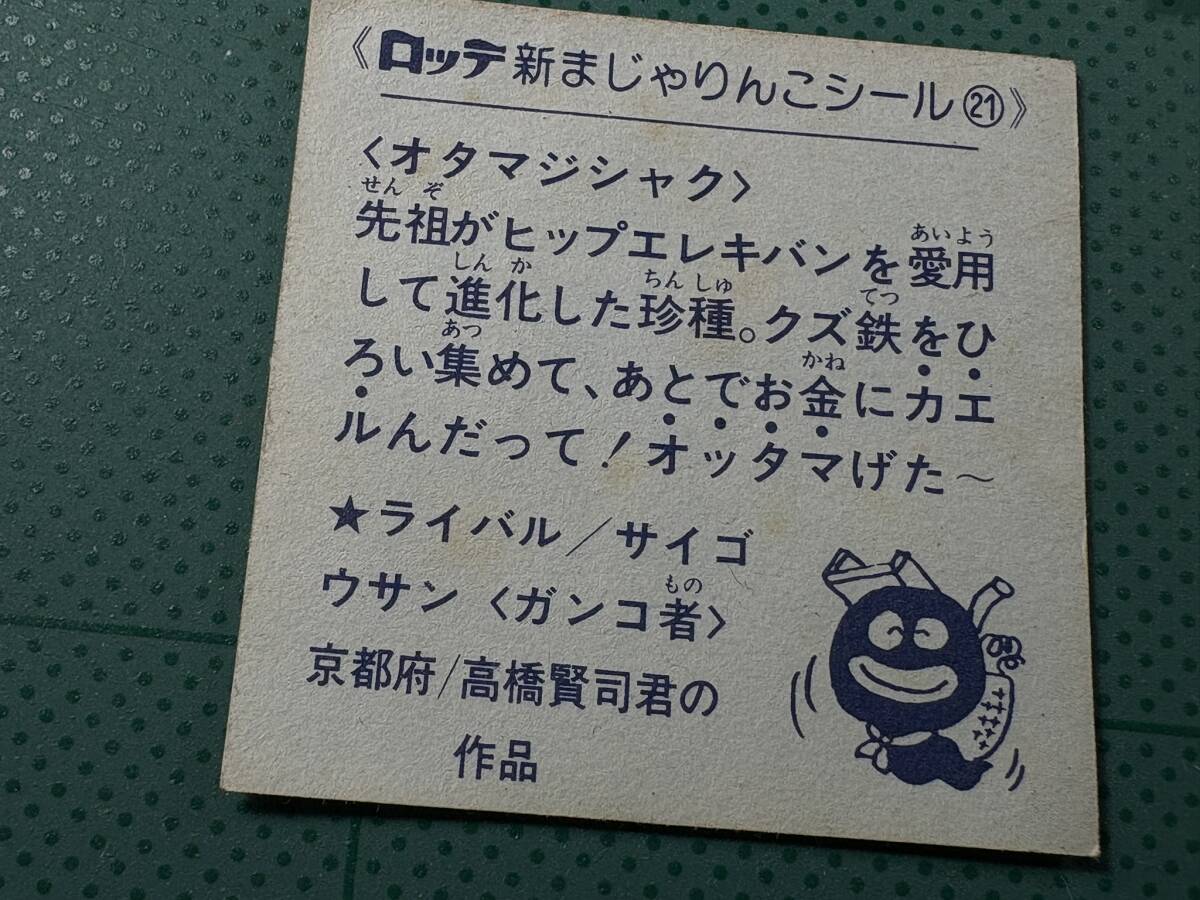 《ロッテ 新まじゃりんこシール㉑》
〈オタマジシャク〉
先祖がヒップエレキバンを愛用
して進化した珍種。クズ鉄をひ
ろい集めて、あとでお金にカエ
ルんだって！オッタマげた〜
★ライバル／サイゴ
ウサン〈ガンコ者〉
京都府/高橋賢司君の
作品